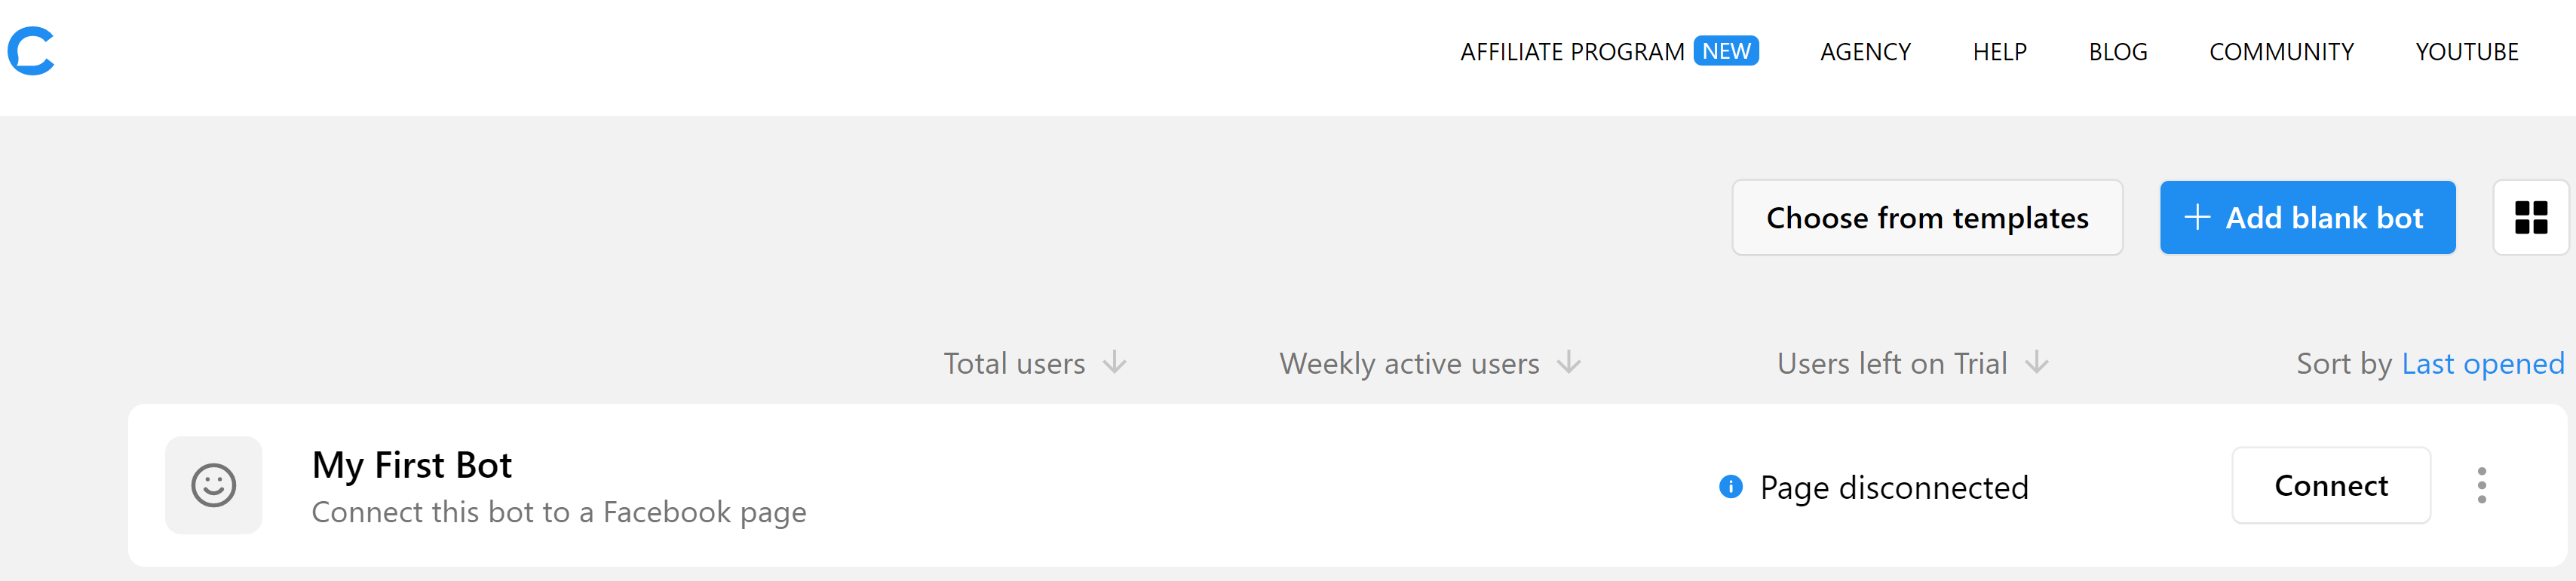 AFFILIATE PROGRAM NEW AGENCY HELP BLOG COMMUNITY YOUTUBE
Choose from templates + Add blank bot
Total users ↓ Weekly active users ↓ Users left on Trial ↓ Sort by Last opened
My First Bot
Connect this bot to a Facebook page
Page disconnected
Connect